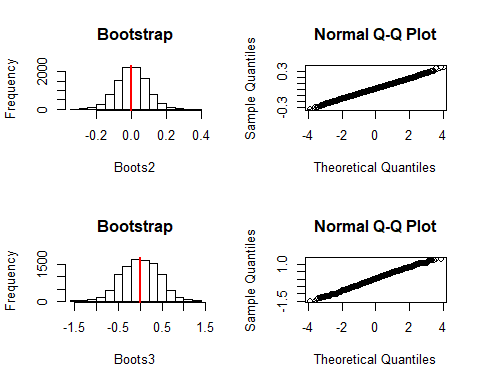 Bootstrap
Frequency
0 2000
-0.2 0.0 0.2 0.4
Boots2
Normal Q-Q Plot
Sample Quantiles
-0.3 0.3
-4 -2 0 2 4
Theoretical Quantiles
Bootstrap
Frequency
0 1500
-1.5 -0.5 0.5 1.5
Boots3
Normal Q-Q Plot
Sample Quantiles
-1.5 1.0
-4 -2 0 2 4
Theoretical Quantiles